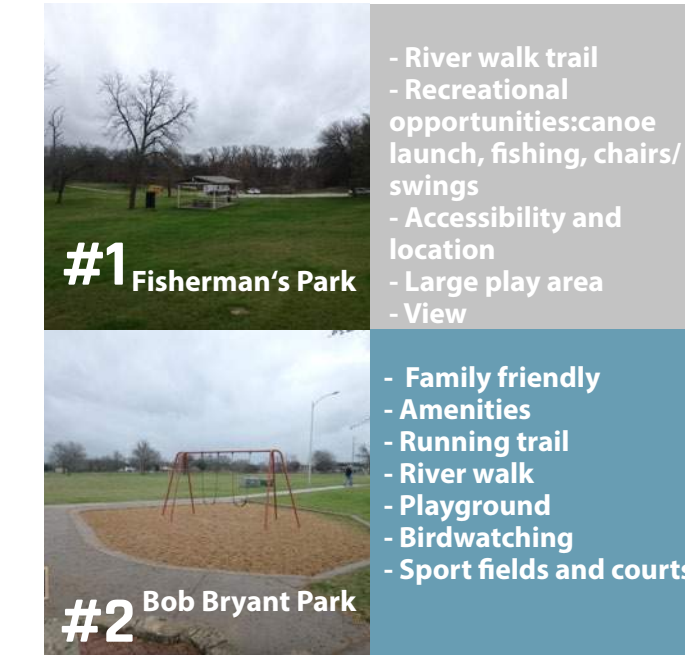 #1 Fisherman‘s Park
- River walk trail
- Recreational
opportunities:canoe
launch, fishing, chairs/
swings
- Accessibility and
location
- Large play area
- View
#2 Bob Bryant Park
- Family friendly
- Amenities
- Running trail
- River walk
- Playground
- Birdwatching
- Sport fields and courts